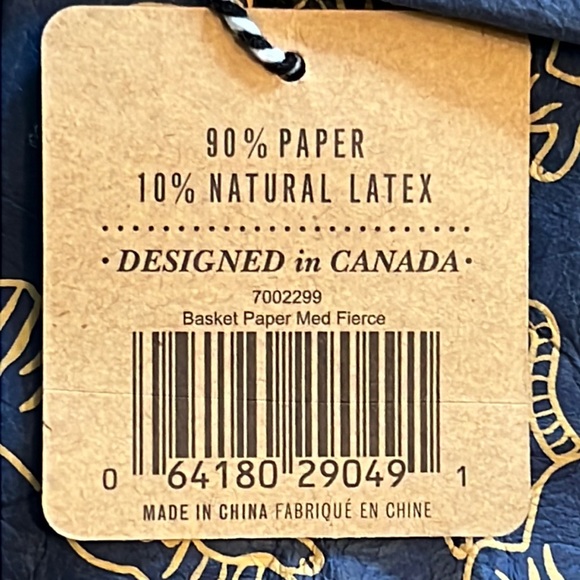 90% PAPER
10% NATURAL LATEX
· DESIGNED in CANADA ·
7002299
Basket Paper Med Fierce
0 64180 29049 1
MADE IN CHINA FABRIQUÉ EN CHINE